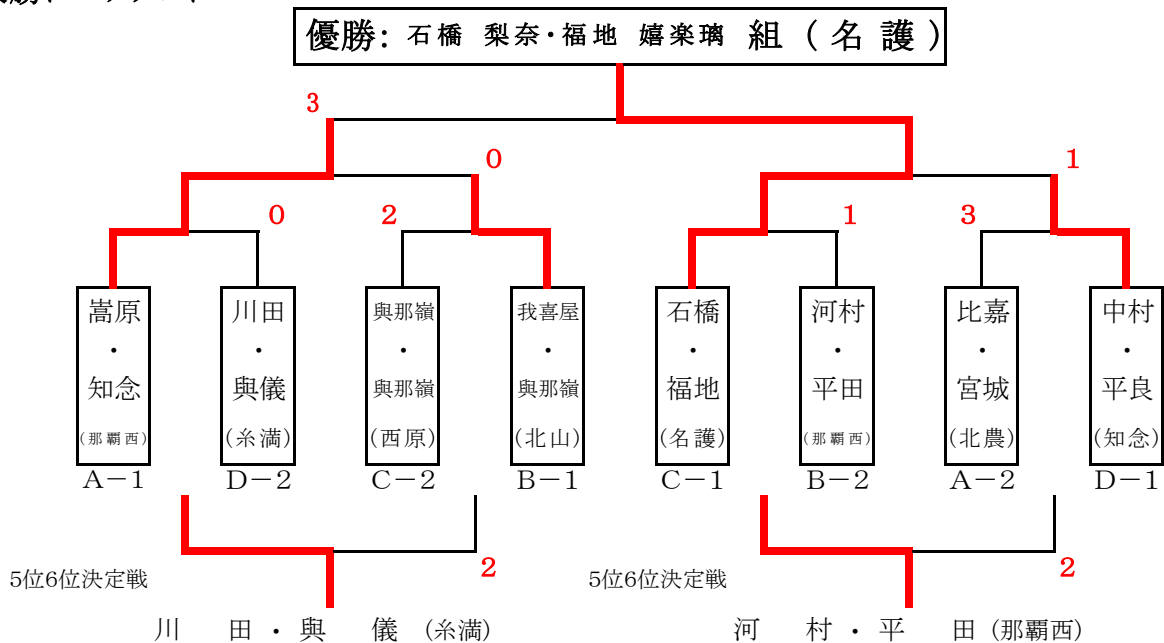 優勝: 石橋 梨奈・福地 嬉楽璃 組 (名護)
3
0
1
0
2
1
3
嵩原・知念(那覇西)
川田・與儀(糸満)
與那嶺・與那嶺(西原)
我喜屋・與那嶺(北山)
石橋・福地(名護)
河村・平田(那覇西)
比嘉・宮城(北農)
中村・平良(知念)
A-1
D-2
C-2
B-1
C-1
B-2
A-2
D-1
2
2
5位6位決定戦
5位6位決定戦
川 田・與 儀 (糸満)
河 村・平 田 (那覇西)